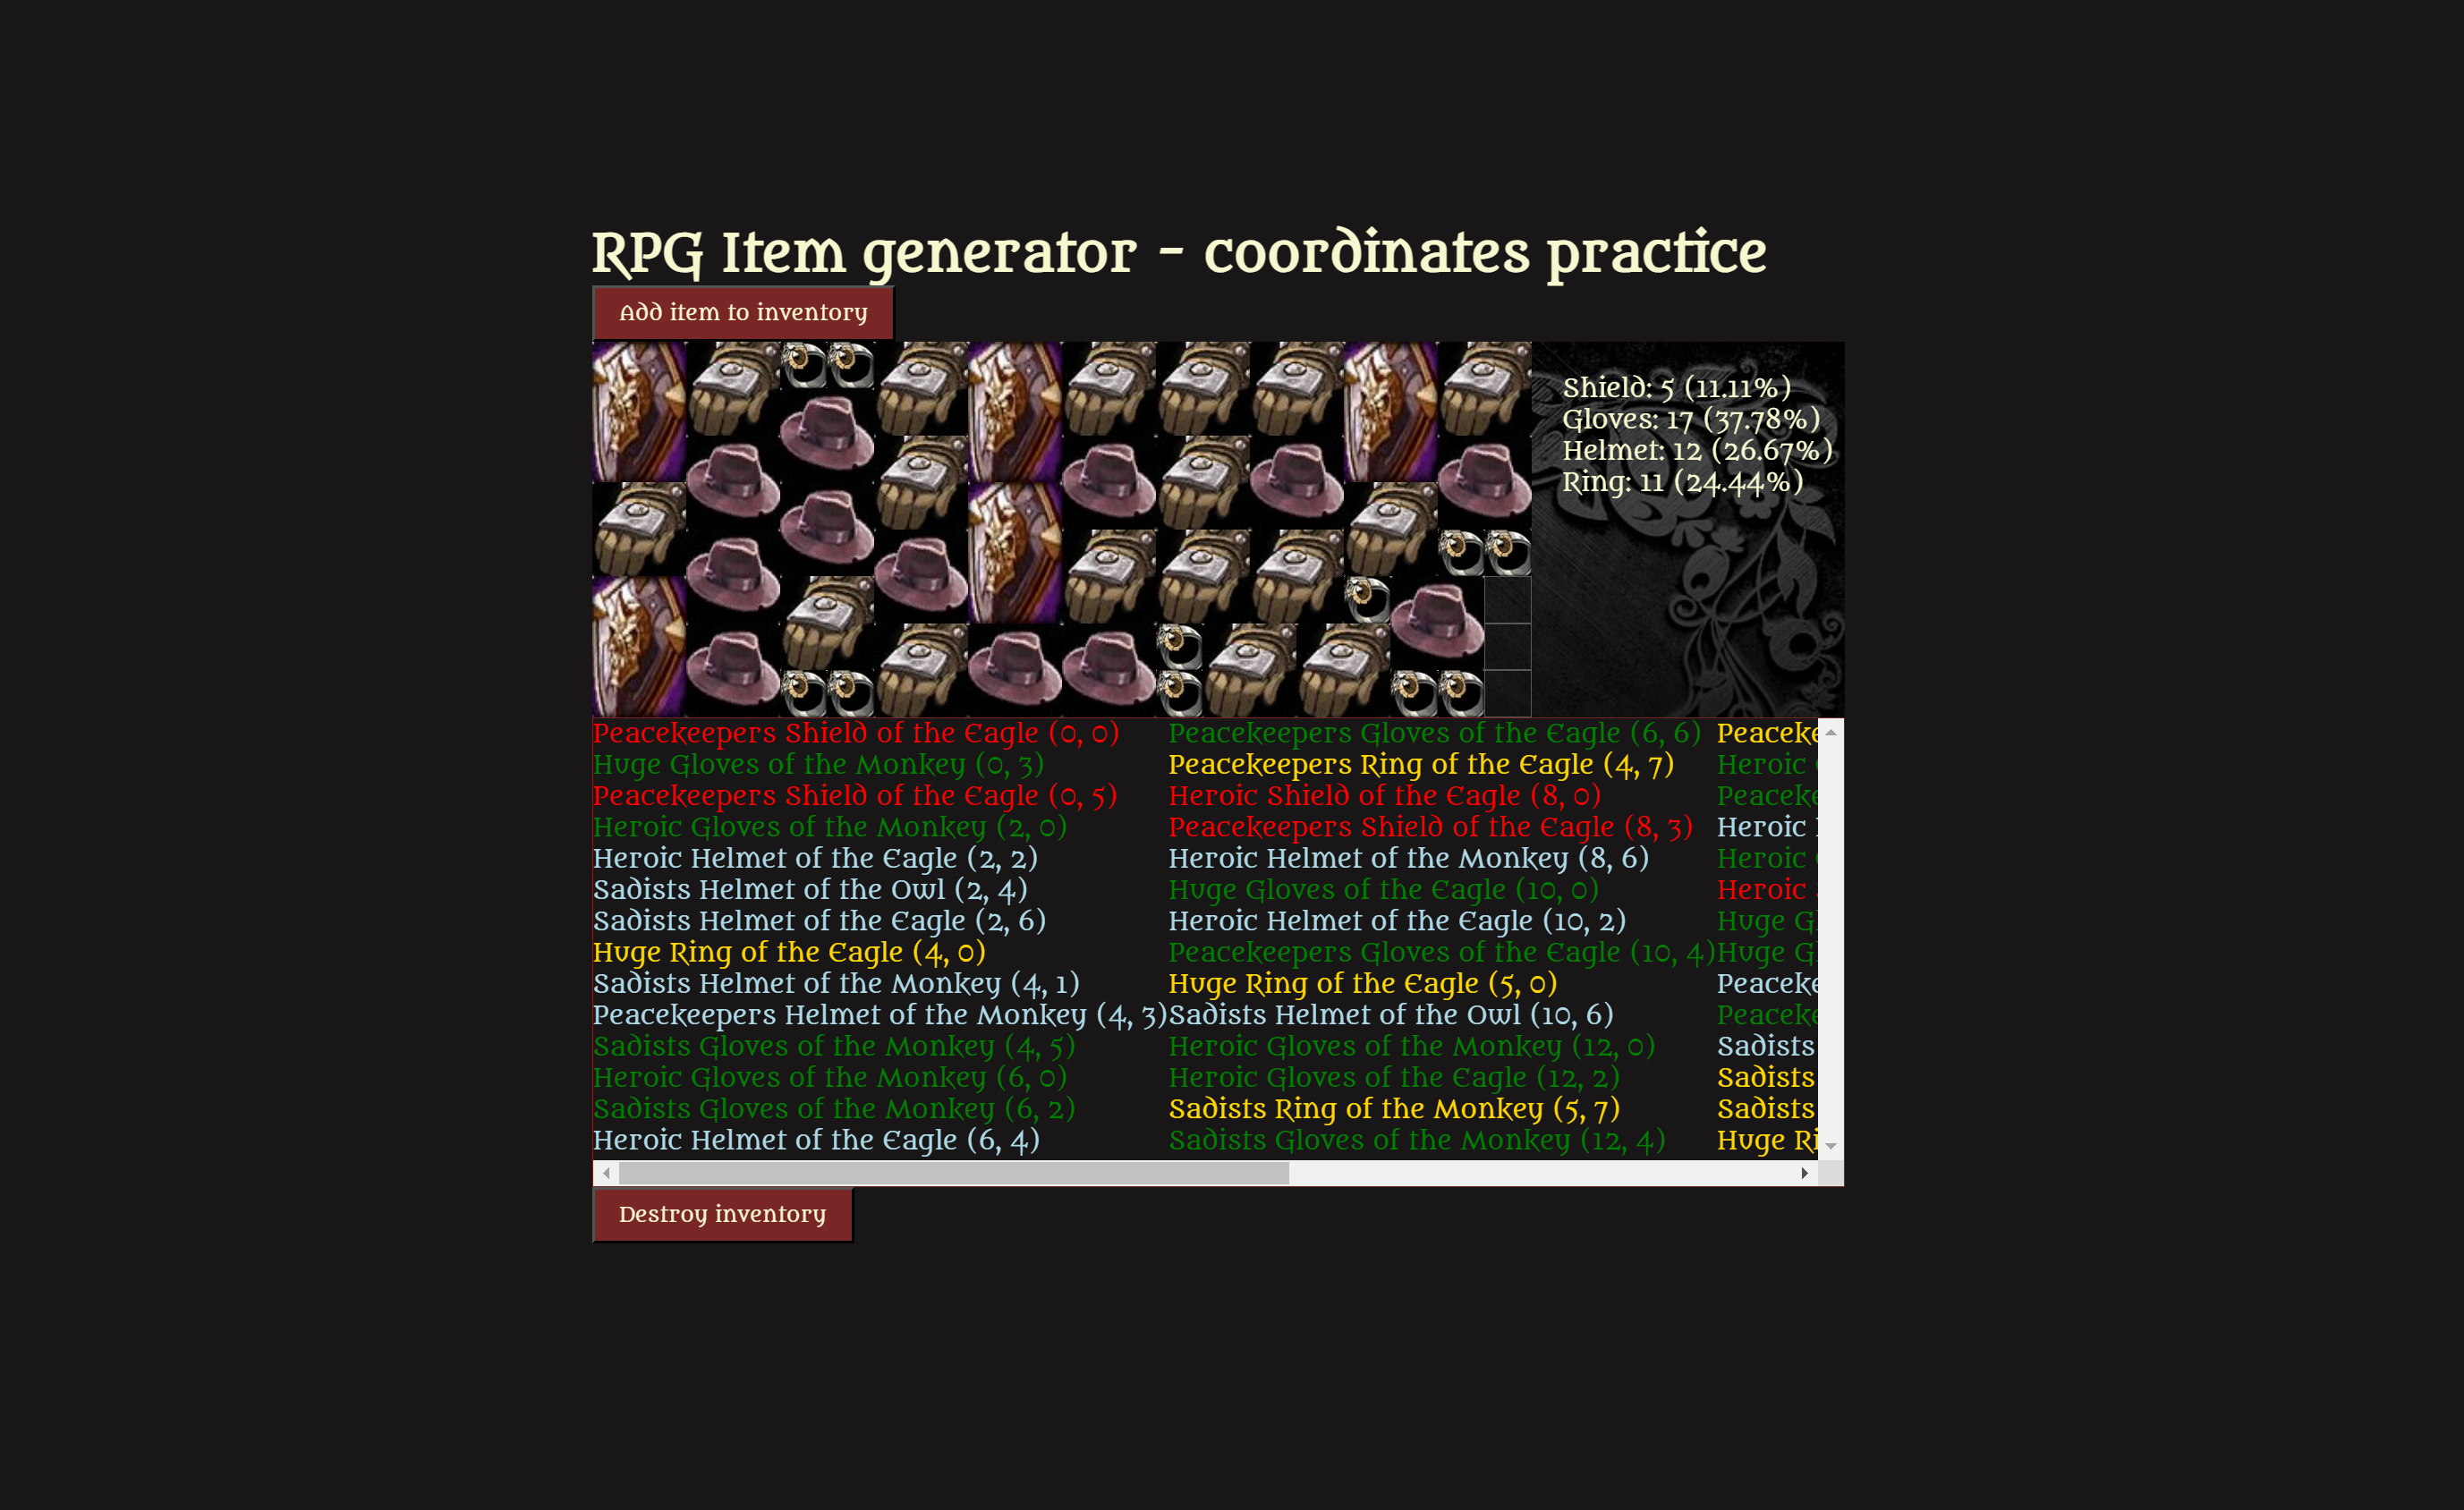 RPG Item generator - coordinates practice
Add item to inventory
Shield: 5 (11.11%)
Gloves: 17 (37.78%)
Helmet: 12 (26.67%)
Ring: 11 (24.44%)
Peacekeepers Shield of the Eagle (0, 0)
Huge Gloves of the Monkey (0, 3)
Peacekeepers Shield of the Eagle (0, 5)
Heroic Gloves of the Monkey (2, 0)
Heroic Helmet of the Eagle (2, 2)
Sadists Helmet of the Owl (2, 4)
Sadists Helmet of the Eagle (2, 6)
Huge Ring of the Eagle (4, 0)
Sadists Helmet of the Monkey (4, 1)
Peacekeepers Helmet of the Monkey (4, 3)
Sadists Gloves of the Monkey (4, 5)
Heroic Gloves of the Monkey (6, 0)
Sadists Gloves of the Monkey (6, 2)
Heroic Helmet of the Eagle (6, 4)
Peacekeepers Gloves of the Eagle (6, 6)
Peacekeepers Ring of the Eagle (4, 7)
Heroic Shield of the Eagle (8, 0)
Peacekeepers Shield of the Eagle (8, 3)
Heroic Helmet of the Monkey (8, 6)
Huge Gloves of the Eagle (10, 0)
Heroic Helmet of the Eagle (10, 2)
Peacekeepers Gloves of the Eagle (10, 4)
Huge Ring of the Eagle (5, 0)
Sadists Helmet of the Owl (10, 6)
Heroic Gloves of the Monkey (12, 0)
Heroic Gloves of the Eagle (12, 2)
Sadists Ring of the Monkey (5, 7)
Sadists Gloves of the Monkey (12, 4)
Heroic
Heroic
Heroic
Heroic
Huge
Huge
Sadists
Sadists
Sadists
Huge
Destroy inventory